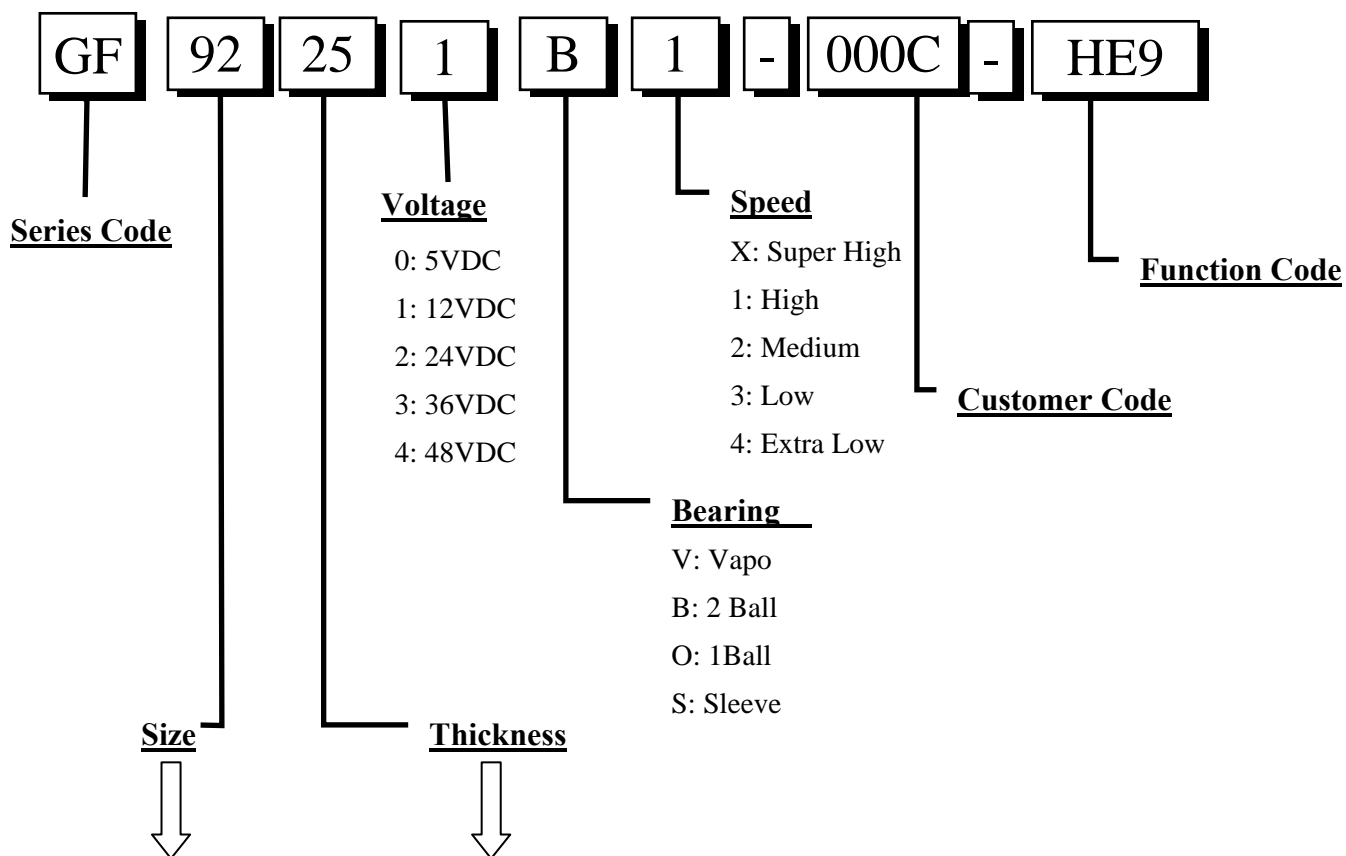 GF 92 25 1 B 1 - 000C - HE9
Series Code
Voltage
0: 5VDC
1: 12VDC
2: 24VDC
3: 36VDC
4: 48VDC
Speed
X: Super High
1: High
2: Medium
3: Low
4: Extra Low
Function Code
Customer Code
Bearing
V: Vapo
B: 2 Ball
O: 1Ball
S: Sleeve
Size
Thickness